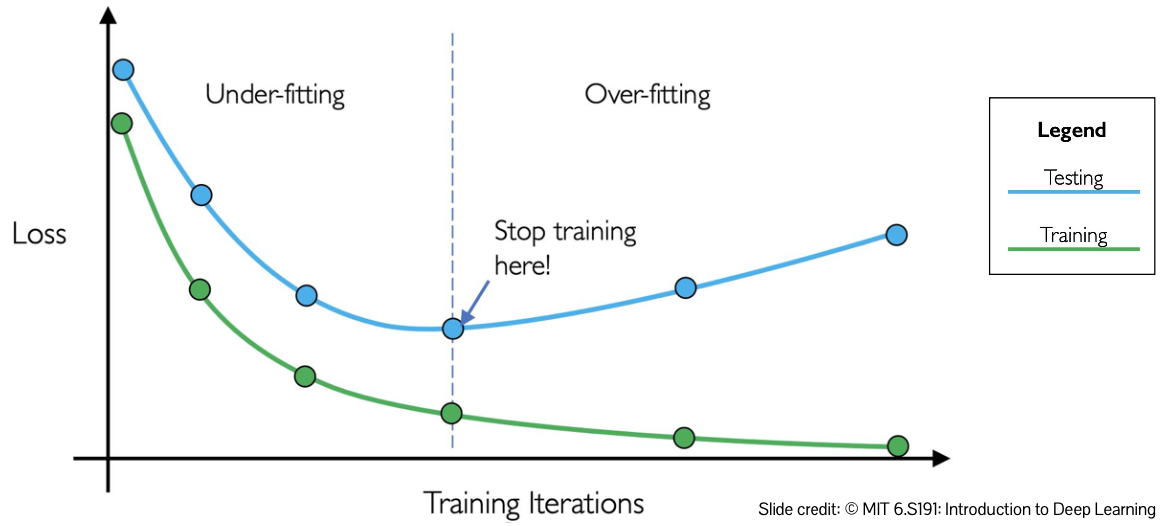 Under-fitting
Over-fitting
Legend
Testing
Training
Loss
Stop training
here!
Training Iterations
Slide credit: © MIT 6.S191: Introduction to Deep Learning